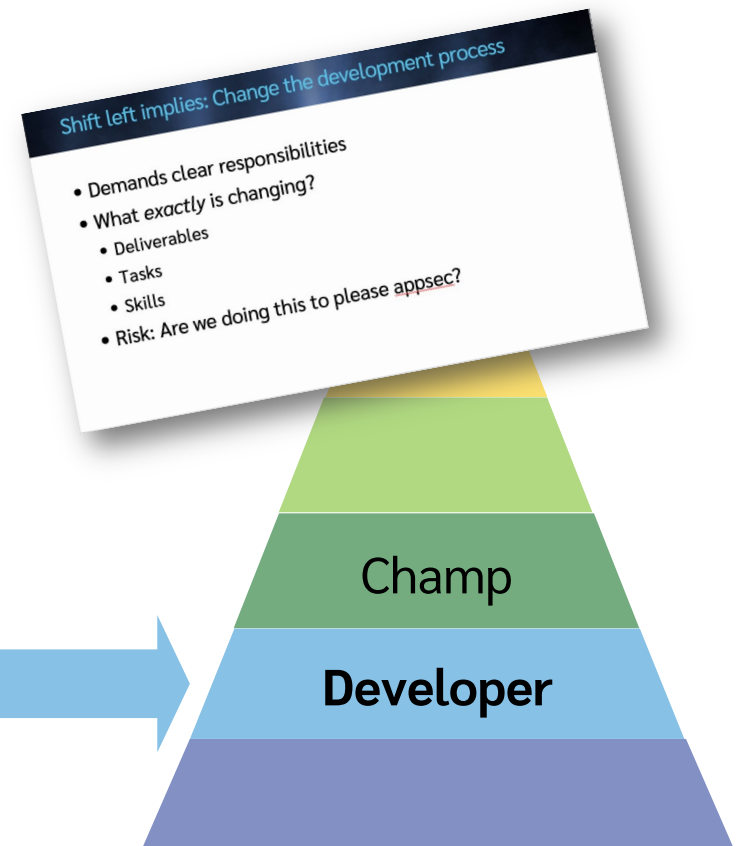 Shift left implies: Change the development process
• Demands clear responsibilities
• What exactly is changing?
• Deliverables
• Tasks
• Skills
• Risk: Are we doing this to please appsec?
Champ
Developer